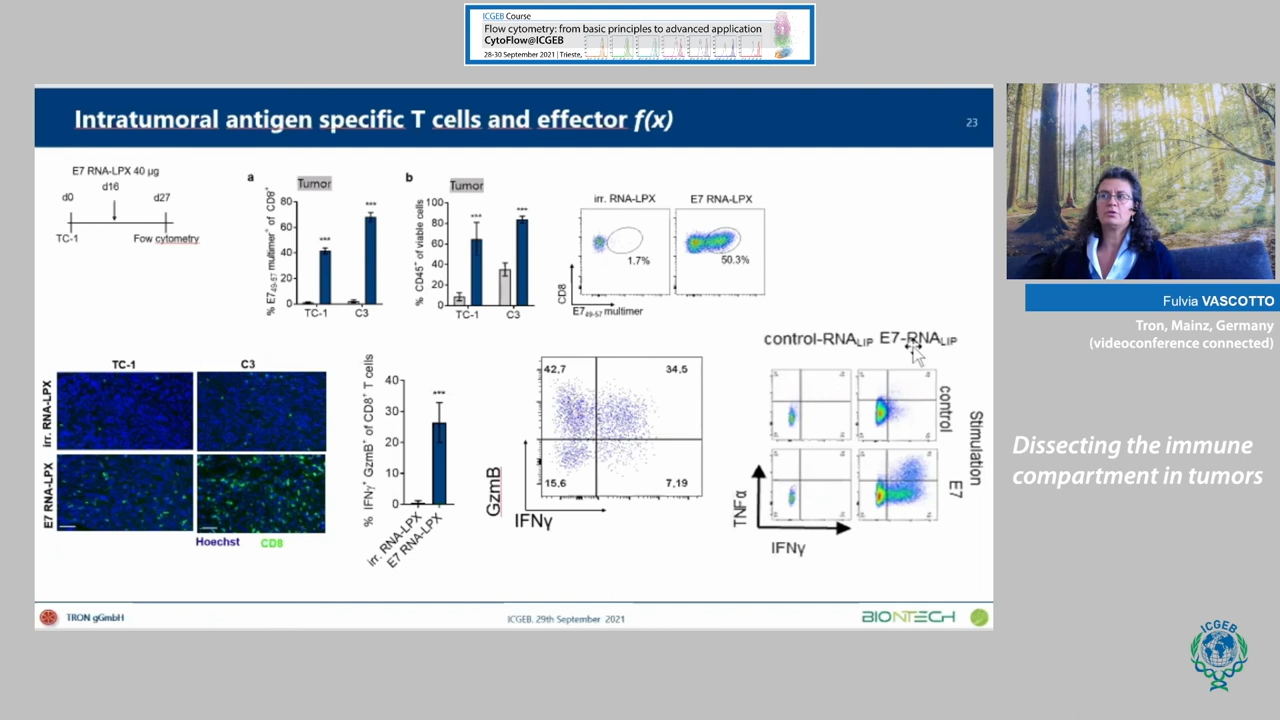 ICGEB Course
Flow cytometry: from basic principles to advanced application
CytoFlow@ICGEB
28-30 September 2021 | Trieste,
Intratumoral antigen specific T cells and effector f(x)
23
E7 RNA-LPX 40 µg
d0
d16
d27
TC-1
Fow cytometry
a
Tumor
% E7₄₉₋₅₇ multimer⁺ of CD8⁺
80
60
40
20
0
***
***
TC-1
C3
b
Tumor
% CD45⁺ of viable cells
100
80
60
40
20
0
***
***
TC-1
C3
irr. RNA-LPX
E7 RNA-LPX
1.7%
50.3%
CD8
E7₄₉₋₅₇ multimer
TC-1
C3
irr. RNA-LPX
E7 RNA-LPX
Hoechst
CD8
% IFNγ⁺ GzmB⁺ of CD8⁺ T cells
40
30
20
10
0
***
irr. RNA-LPX
E7 RNA-LPX
42,7
34,5
15,6
7,19
GzmB
IFNγ
control-RNA_LIP E7-RNA_LIP
control
E7
Stimulation
TNFα
IFNγ
TRON gGmbH
ICGEB, 29th September 2021
BIONTECH
Fulvia VASCOTTO
Tron, Mainz, Germany
(videoconference connected)
Dissecting the immune
compartment in tumors
ICGEB